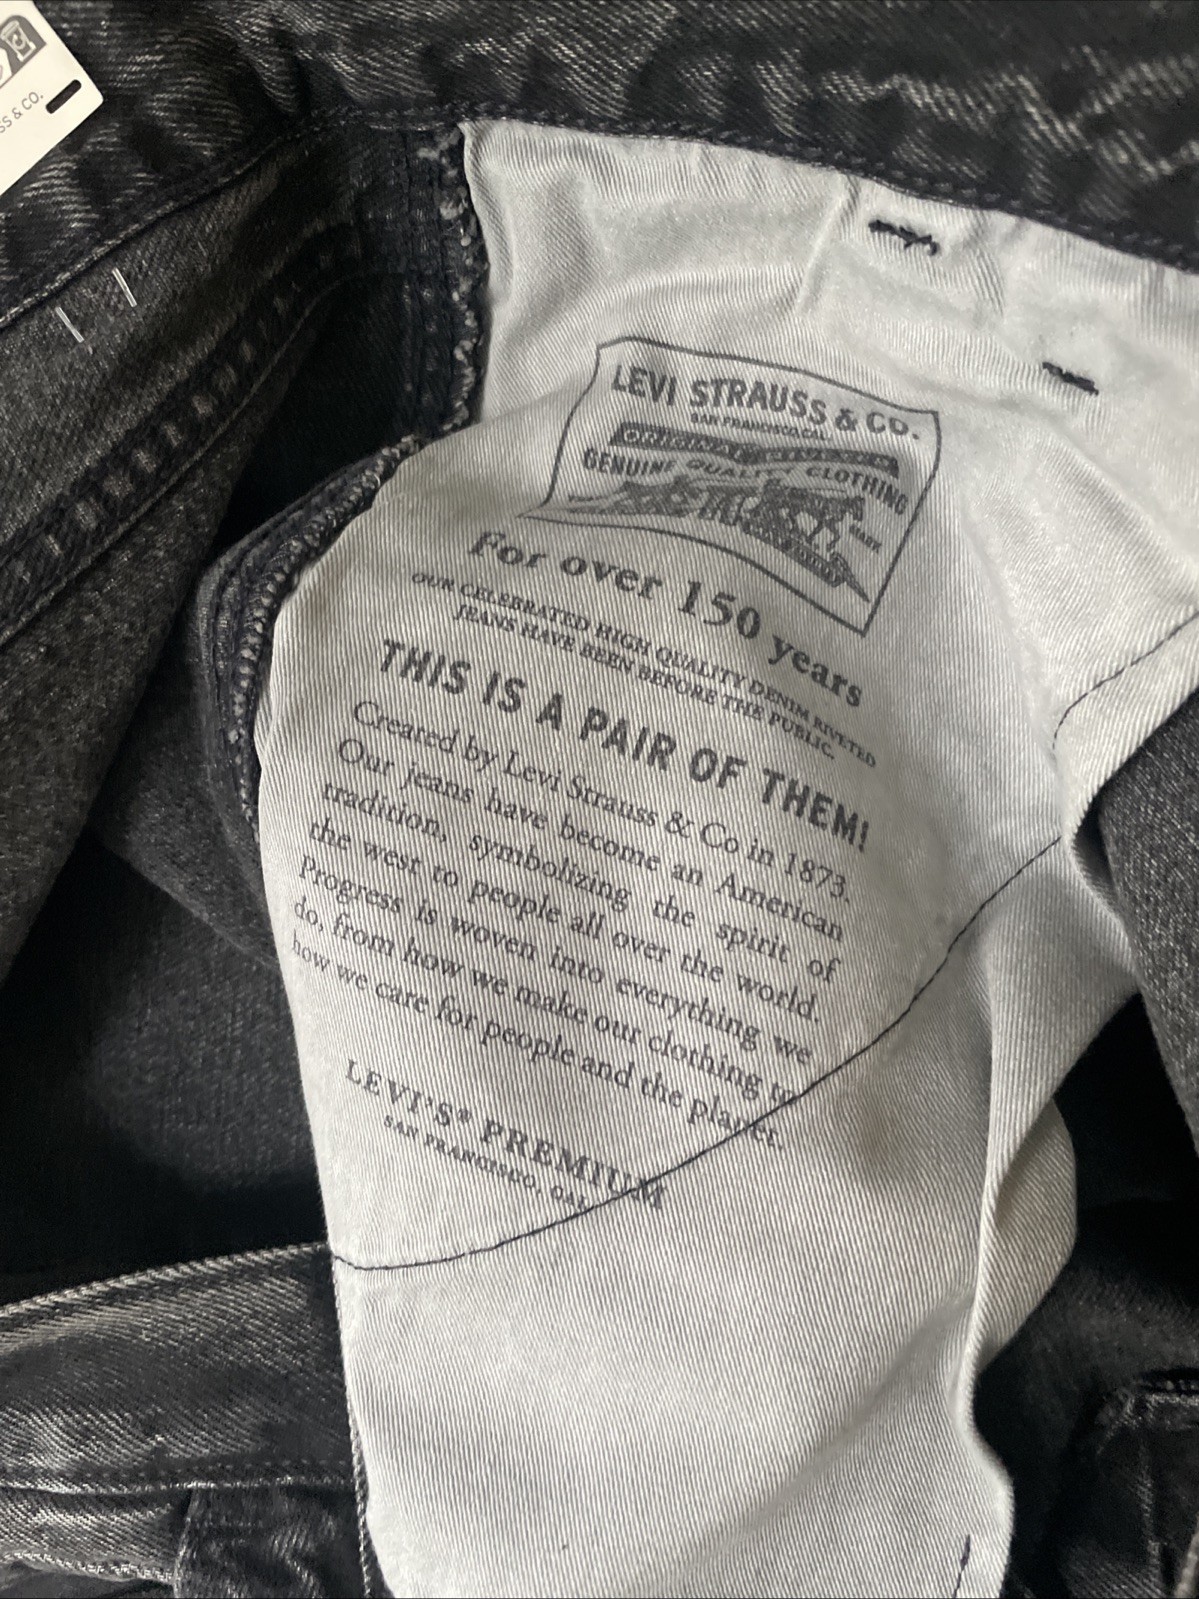 SS & CO.
LEVI STRAUSS & CO.
SAN FRANCISCO, CAL.
GENUINE QUALITY CLOTHING
For over 150 years
OUR CELEBRATED HIGH QUALITY DENIM RIVETED
JEANS HAVE BEEN BEFORE THE PUBLIC.
THIS IS A PAIR OF THEM!
Created by Levi Strauss & Co in 1873.
Our jeans have become an American
tradition, symbolizing the spirit of
the west to people all over the world.
Progress is woven into everything we
do, from how we make our clothing to
how we care for people and the planet.
LEVI'S® PREMIUM
SAN FRANCISCO, CAL